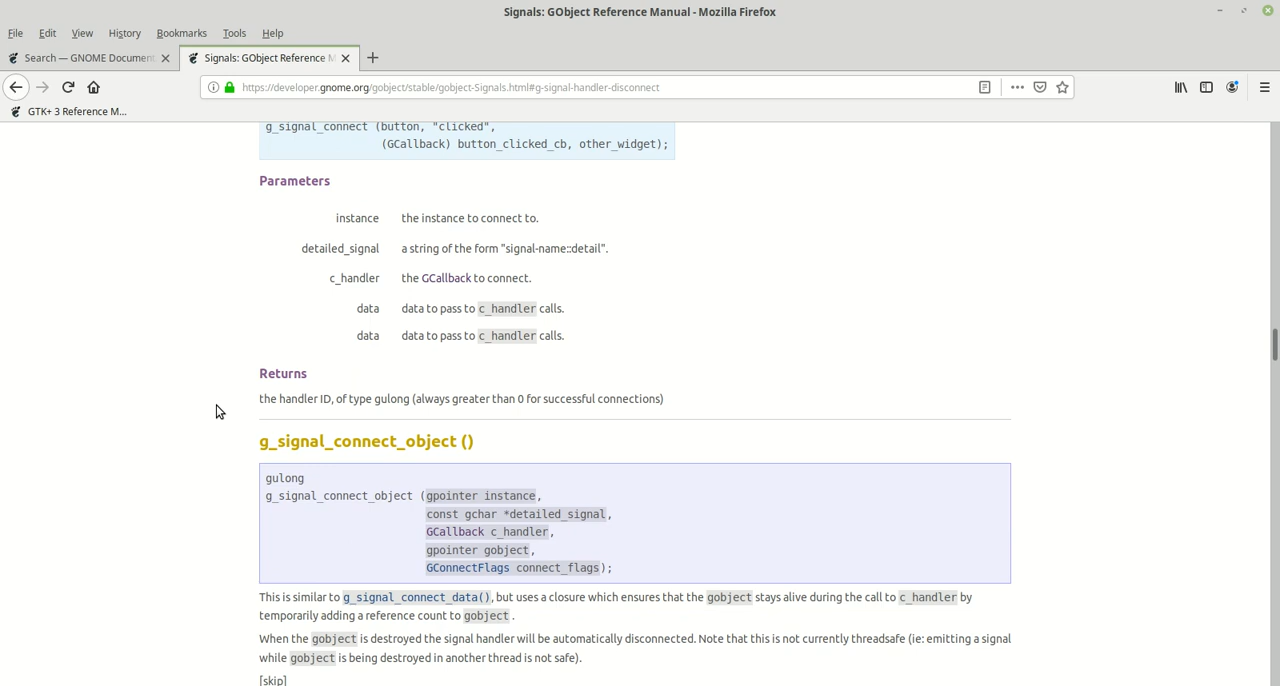 Signals: GObject Reference Manual - Mozilla Firefox
File Edit View History Bookmarks Tools Help
Search — GNOME Documen
Signals: GObject Reference M
https://developer.gnome.org/gobject/stable/gobject-Signals.html#g-signal-handler-disconnect
GTK+ 3 Reference M...
g_signal_connect (button, "clicked",
(GCallback) button_clicked_cb, other_widget);
Parameters
instance the instance to connect to.
detailed_signal a string of the form "signal-name::detail".
c_handler the GCallback to connect.
data data to pass to c_handler calls.
data data to pass to c_handler calls.
Returns
the handler ID, of type gulong (always greater than 0 for successful connections)
g_signal_connect_object ()
gulong
g_signal_connect_object (gpointer instance,
const gchar *detailed_signal,
GCallback c_handler,
gpointer gobject,
GConnectFlags connect_flags);
This is similar to g_signal_connect_data(), but uses a closure which ensures that the gobject stays alive during the call to c_handler by
temporarily adding a reference count to gobject .
When the gobject is destroyed the signal handler will be automatically disconnected. Note that this is not currently threadsafe (ie: emitting a signal
while gobject is being destroyed in another thread is not safe).
[skip]